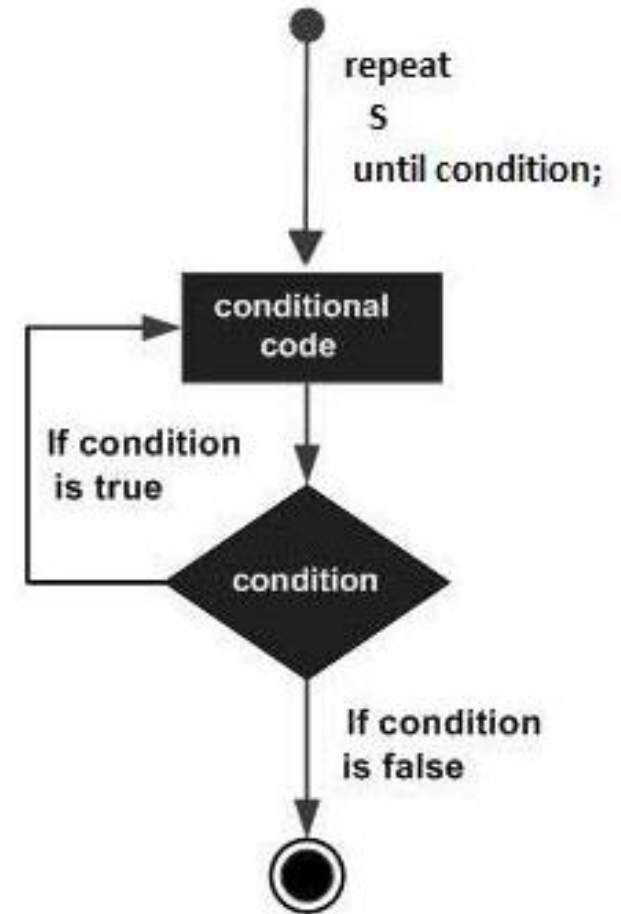 repeat
S
until condition;
conditional
code
If condition
is true
condition
If condition
is false